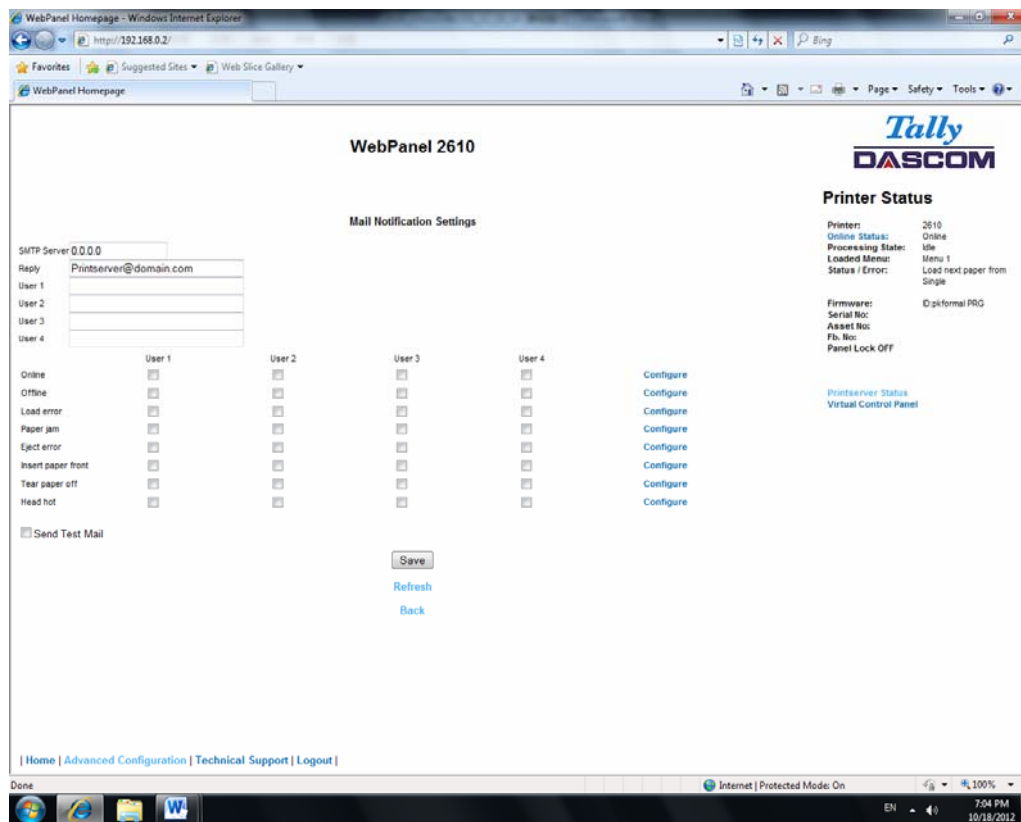 WebPanel Homepage - Windows Internet Explorer
http://192.168.0.2/
Bing
Favorites
Suggested Sites
Web Slice Gallery
WebPanel Homepage
Page
Safety
Tools
WebPanel 2610
Tally
DASCOM
Printer Status
Printer: 2610
Online Status: Online
Processing State: Idle
Loaded Menu: Menu 1
Status / Error: Load next paper from
Single
Firmware: ID:pkformal PRG
Serial No:
Asset No:
Fb. No:
Panel Lock OFF
Printserver Status
Virtual Control Panel
Mail Notification Settings
SMTP Server 0.0.0.0
Reply Printserver@domain.com
User 1
User 2
User 3
User 4
User 1 User 2 User 3 User 4
Online Configure
Offline Configure
Load error Configure
Paper jam Configure
Eject error Configure
Insert paper front Configure
Tear paper off Configure
Head hot Configure
Send Test Mail
Save
Refresh
Back
| Home | Advanced Configuration | Technical Support | Logout |
Done
Internet | Protected Mode: On
100%
W
EN
7:04 PM
10/18/2012